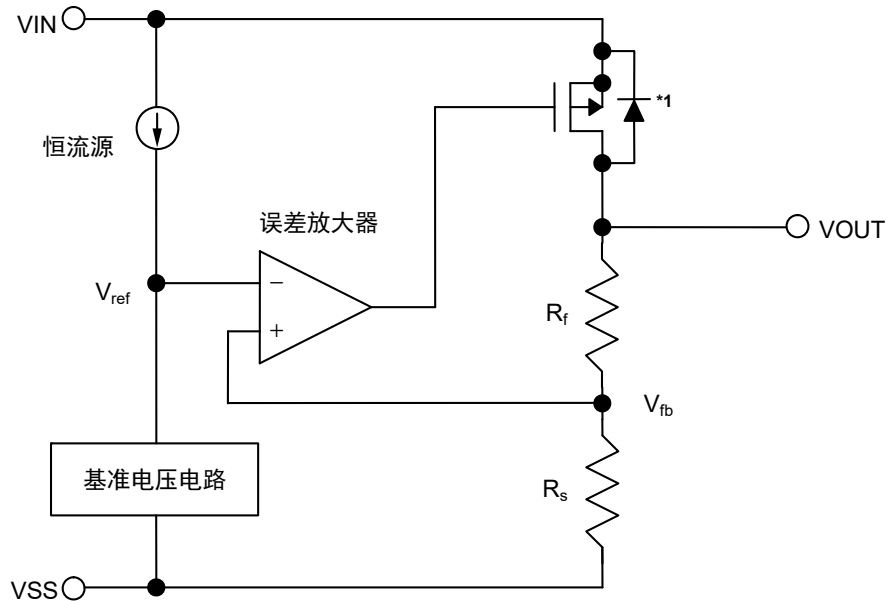 VIN
*1
恒流源
误差放大器
VOUT
Vref
−
+
Rf
Vfb
基准电压电路
Rs
VSS